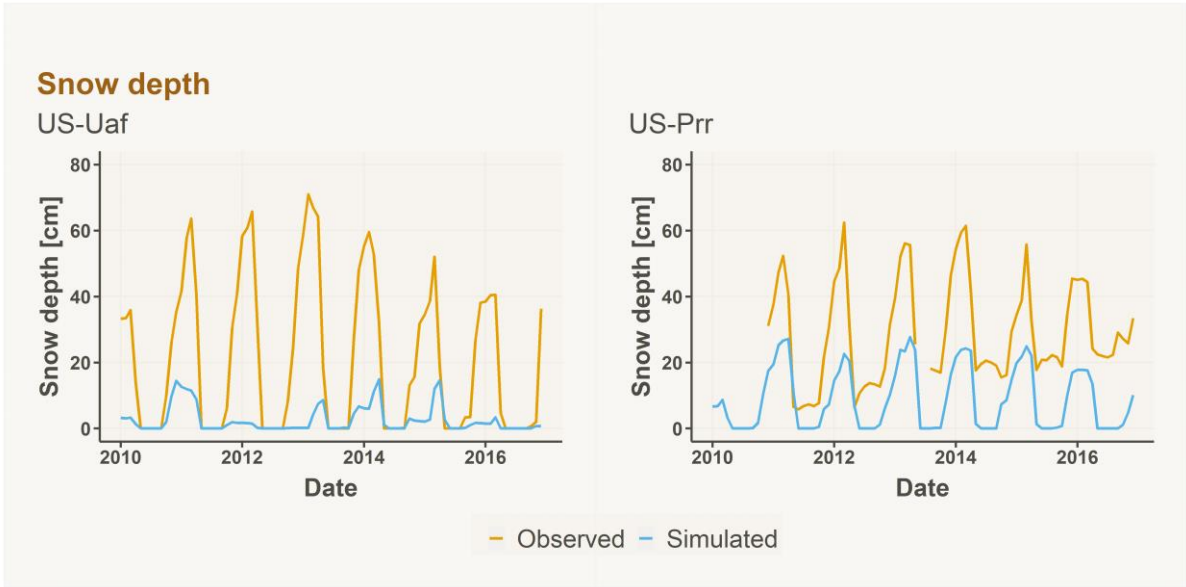 Snow depth
US-Uaf
US-Prr
Snow depth [cm]
80
60
40
20
0
2010
2012
2014
2016
Date
Snow depth [cm]
80
60
40
20
0
2010
2012
2014
2016
Date
Observed
Simulated